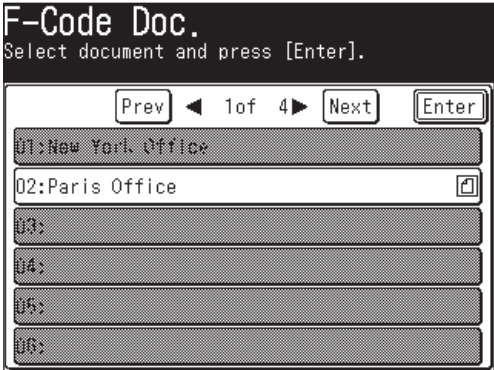 F-Code Doc.
Select document and press [Enter].
Prev ◀ 1of 4▶ Next Enter
01:New York Office
02:Paris Office
03:
04:
05:
06: